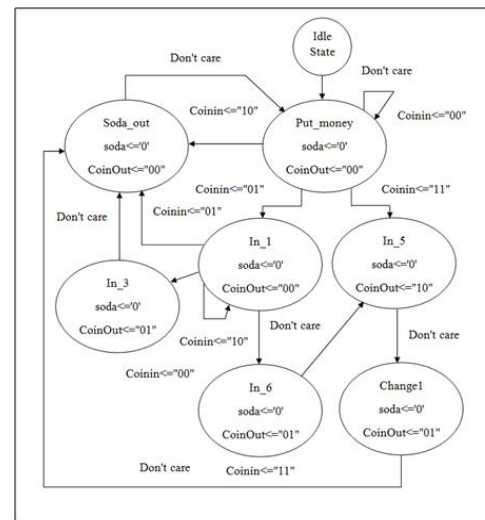 Idle
State
Don't care
Don't care
Coinin<="10"
Coinin<="00"
Soda_out
soda<='0'
CoinOut<="00"
Put_money
soda<='0'
CoinOut<="00"
Coinin<="01"
Coinin<="11"
Coinin<="01"
Don't care
In_1
soda<='0'
CoinOut<="00"
In_5
soda<='0'
CoinOut<="10"
In_3
soda<='0'
CoinOut<="01"
Don't care
Don't care
Coinin<="10"
Coinin<="00"
In_6
soda<='0'
CoinOut<="01"
Change1
soda<='0'
CoinOut<="01"
Don't care
Coinin<="11"